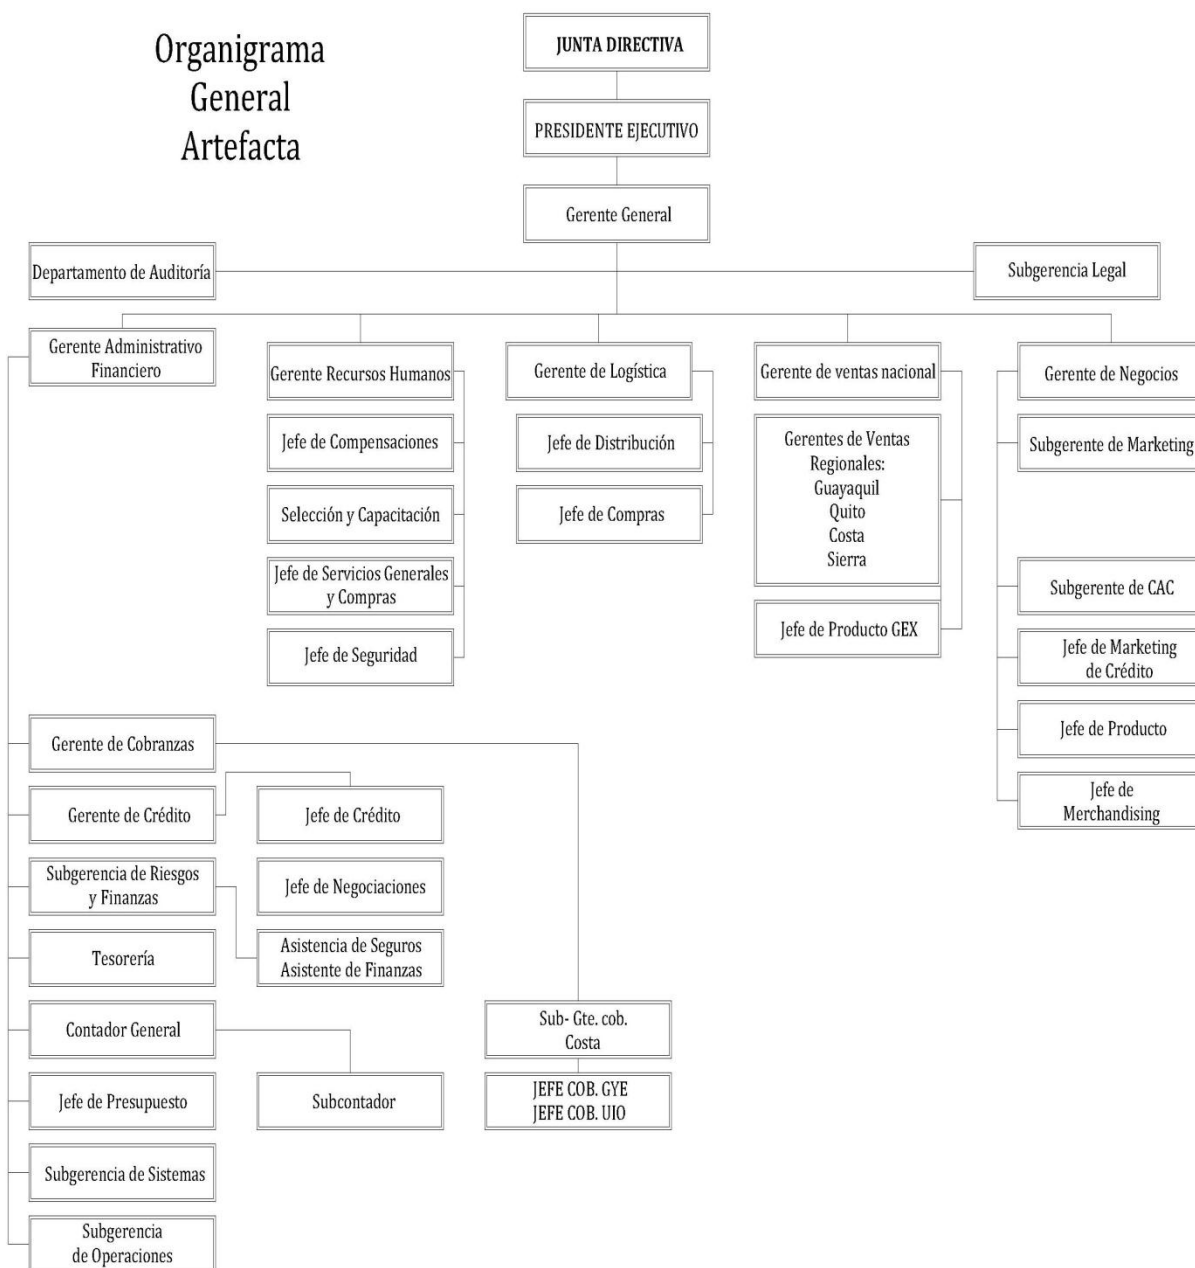 Organigrama
General
Artefacta
JUNTA DIRECTIVA
PRESIDENTE EJECUTIVO
Gerente General
Departamento de Auditoría
Subgerencia Legal
Gerente Administrativo
Financiero
Gerente Recursos Humanos
Jefe de Compensaciones
Selección y Capacitación
Jefe de Servicios Generales
y Compras
Jefe de Seguridad
Gerente de Logística
Jefe de Distribución
Jefe de Compras
Gerente de ventas nacional
Gerentes de Ventas
Regionales:
Guayaquil
Quito
Costa
Sierra
Jefe de Producto GEX
Gerente de Negocios
Subgerente de Marketing
Subgerente de CAC
Jefe de Marketing
de Crédito
Jefe de Producto
Jefe de
Merchandising
Gerente de Cobranzas
Gerente de Crédito
Jefe de Crédito
Subgerencia de Riesgos
y Finanzas
Jefe de Negociaciones
Tesorería
Asistencia de Seguros
Asistente de Finanzas
Contador General
Sub- Gte. cob.
Costa
Jefe de Presupuesto
Subcontador
JEFE COB. GYE
JEFE COB. UIO
Subgerencia de Sistemas
Subgerencia
de Operaciones